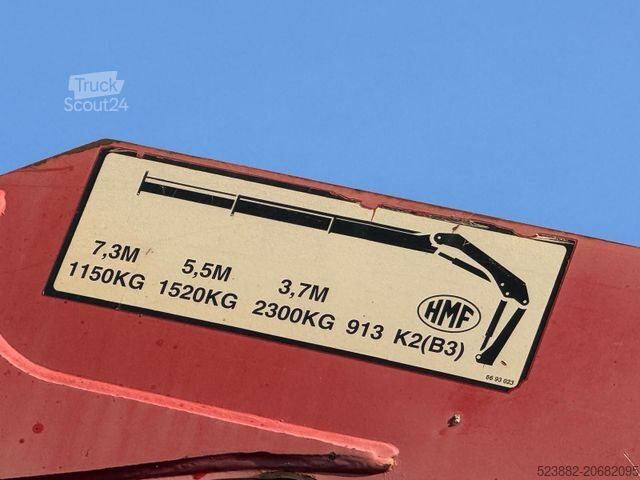 Truck
Scout24
7,3M 5,5M 3,7M
1150KG 1520KG 2300KG 913 K2(B3)
HMF
66 93 023
523882-20682095